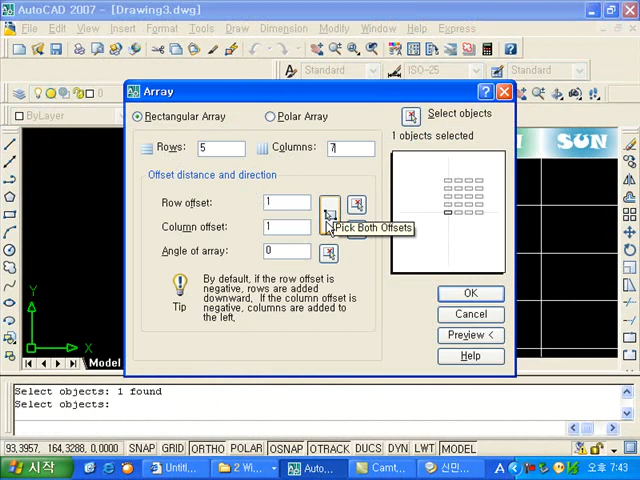 AutoCAD 2007 - [Drawing3.dwg]
File Edit View Insert Format Tools Draw Dimension Modify Window Help Express
Standard ISO-25 Standard
ByLayer
SUN
Array
Rectangular Array Polar Array Select objects
1 objects selected
Rows: 5 Columns: 7
Offset distance and direction
Row offset: 1
Column offset: 1
Pick Both Offsets
Angle of array: 0
Tip
By default, if the row offset is
negative, rows are added
downward. If the column offset is
negative, columns are added to
the left.
OK
Cancel
Preview <
Help
Y
X
Model
Select objects: 1 found
Select objects:
93.3957, 164.3288, 0.0000 SNAP GRID ORTHO POLAR OSNAP OTRACK DUCS DYN LWT MODEL
시작 Untitl... 2 Wi... Auto... Camt... 신민... A 오후 7:43